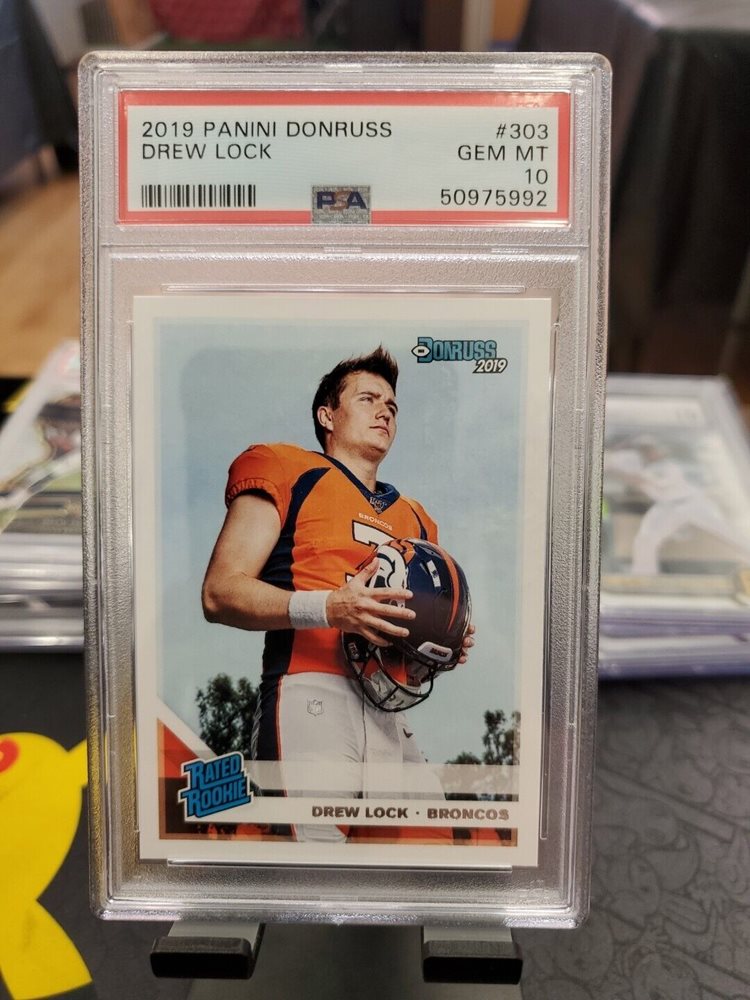 2019 PANINI DONRUSS #303
DREW LOCK GEM MT
10
PSA 50975992
DONRUSS
2019
BRONCOS
RATED
ROOKIE
DREW LOCK · BRONCOS